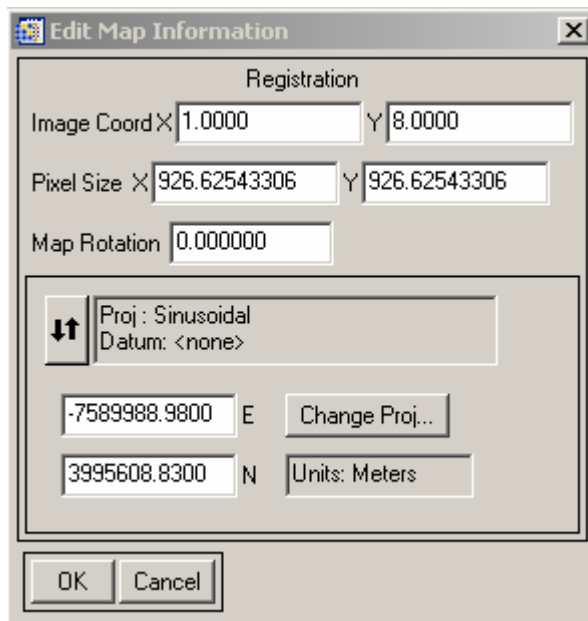 Edit Map Information
Registration
Image Coord X 1.0000 Y 8.0000
Pixel Size X 926.62543306 Y 926.62543306
Map Rotation 0.000000
Proj : Sinusoidal
Datum: <none>
-7589988.9800 E Change Proj...
3995608.8300 N Units: Meters
OK Cancel